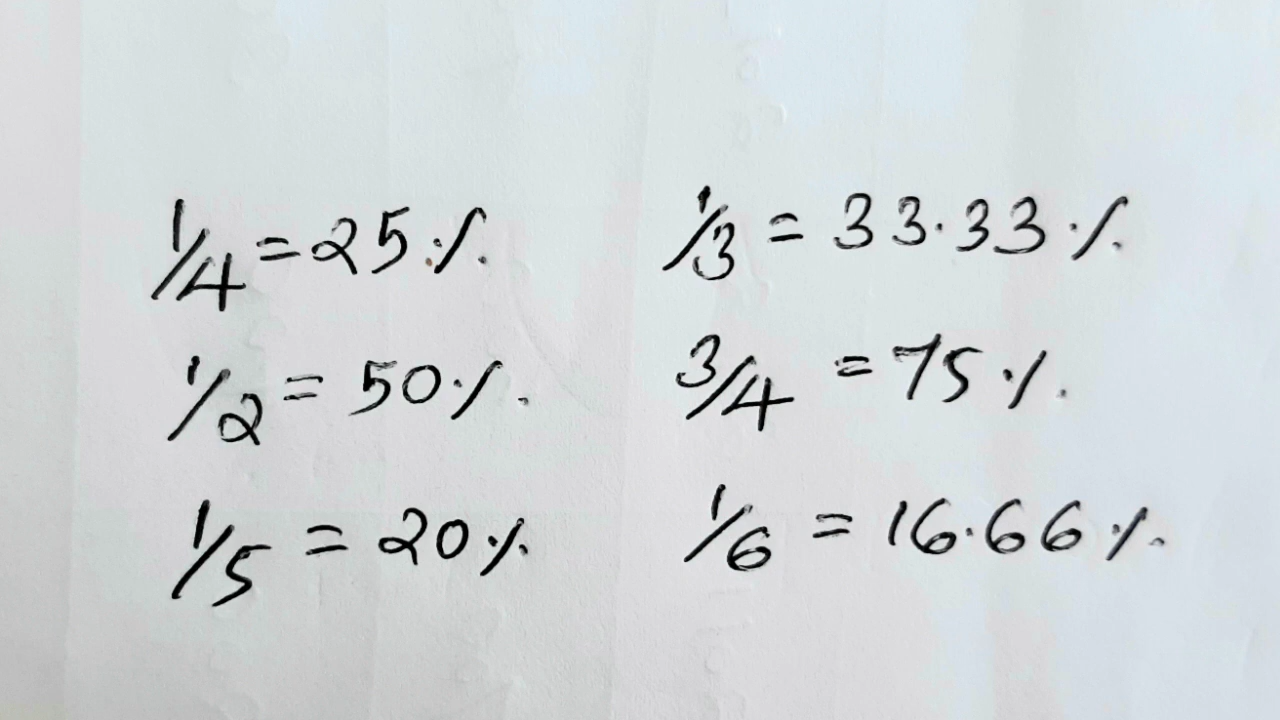 1/4 = 25%
1/2 = 50%
1/5 = 20%
1/3 = 33.33%
3/4 = 75%
1/6 = 16.66%